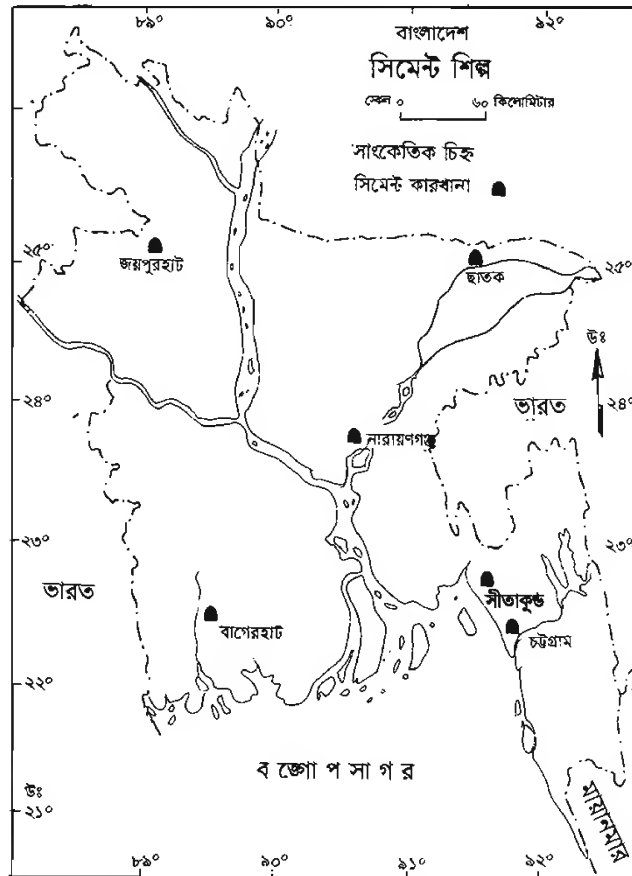 ৮৯° ৯০° ৯২°
বাংলাদেশ
সিমেন্ট শিল্প
স্কেল ০ ৬০ কিলোমিটার
সাংকেতিক চিহ্ন
সিমেন্ট কারখানা
২৫° জয়পুরহাট
ছাতক ২৫°
উঃ
২৪° ভারত ২৪°
নারায়ণগঞ্জ
২৩° ২৩°
ভারত
সীতাকুন্ড
বাগেরহাট
চট্টগ্রাম
২২°
বঙ্গোপসাগর
উঃ
২১°
মায়ানমার
৮৯° ৯০° ৯১° ৯২°